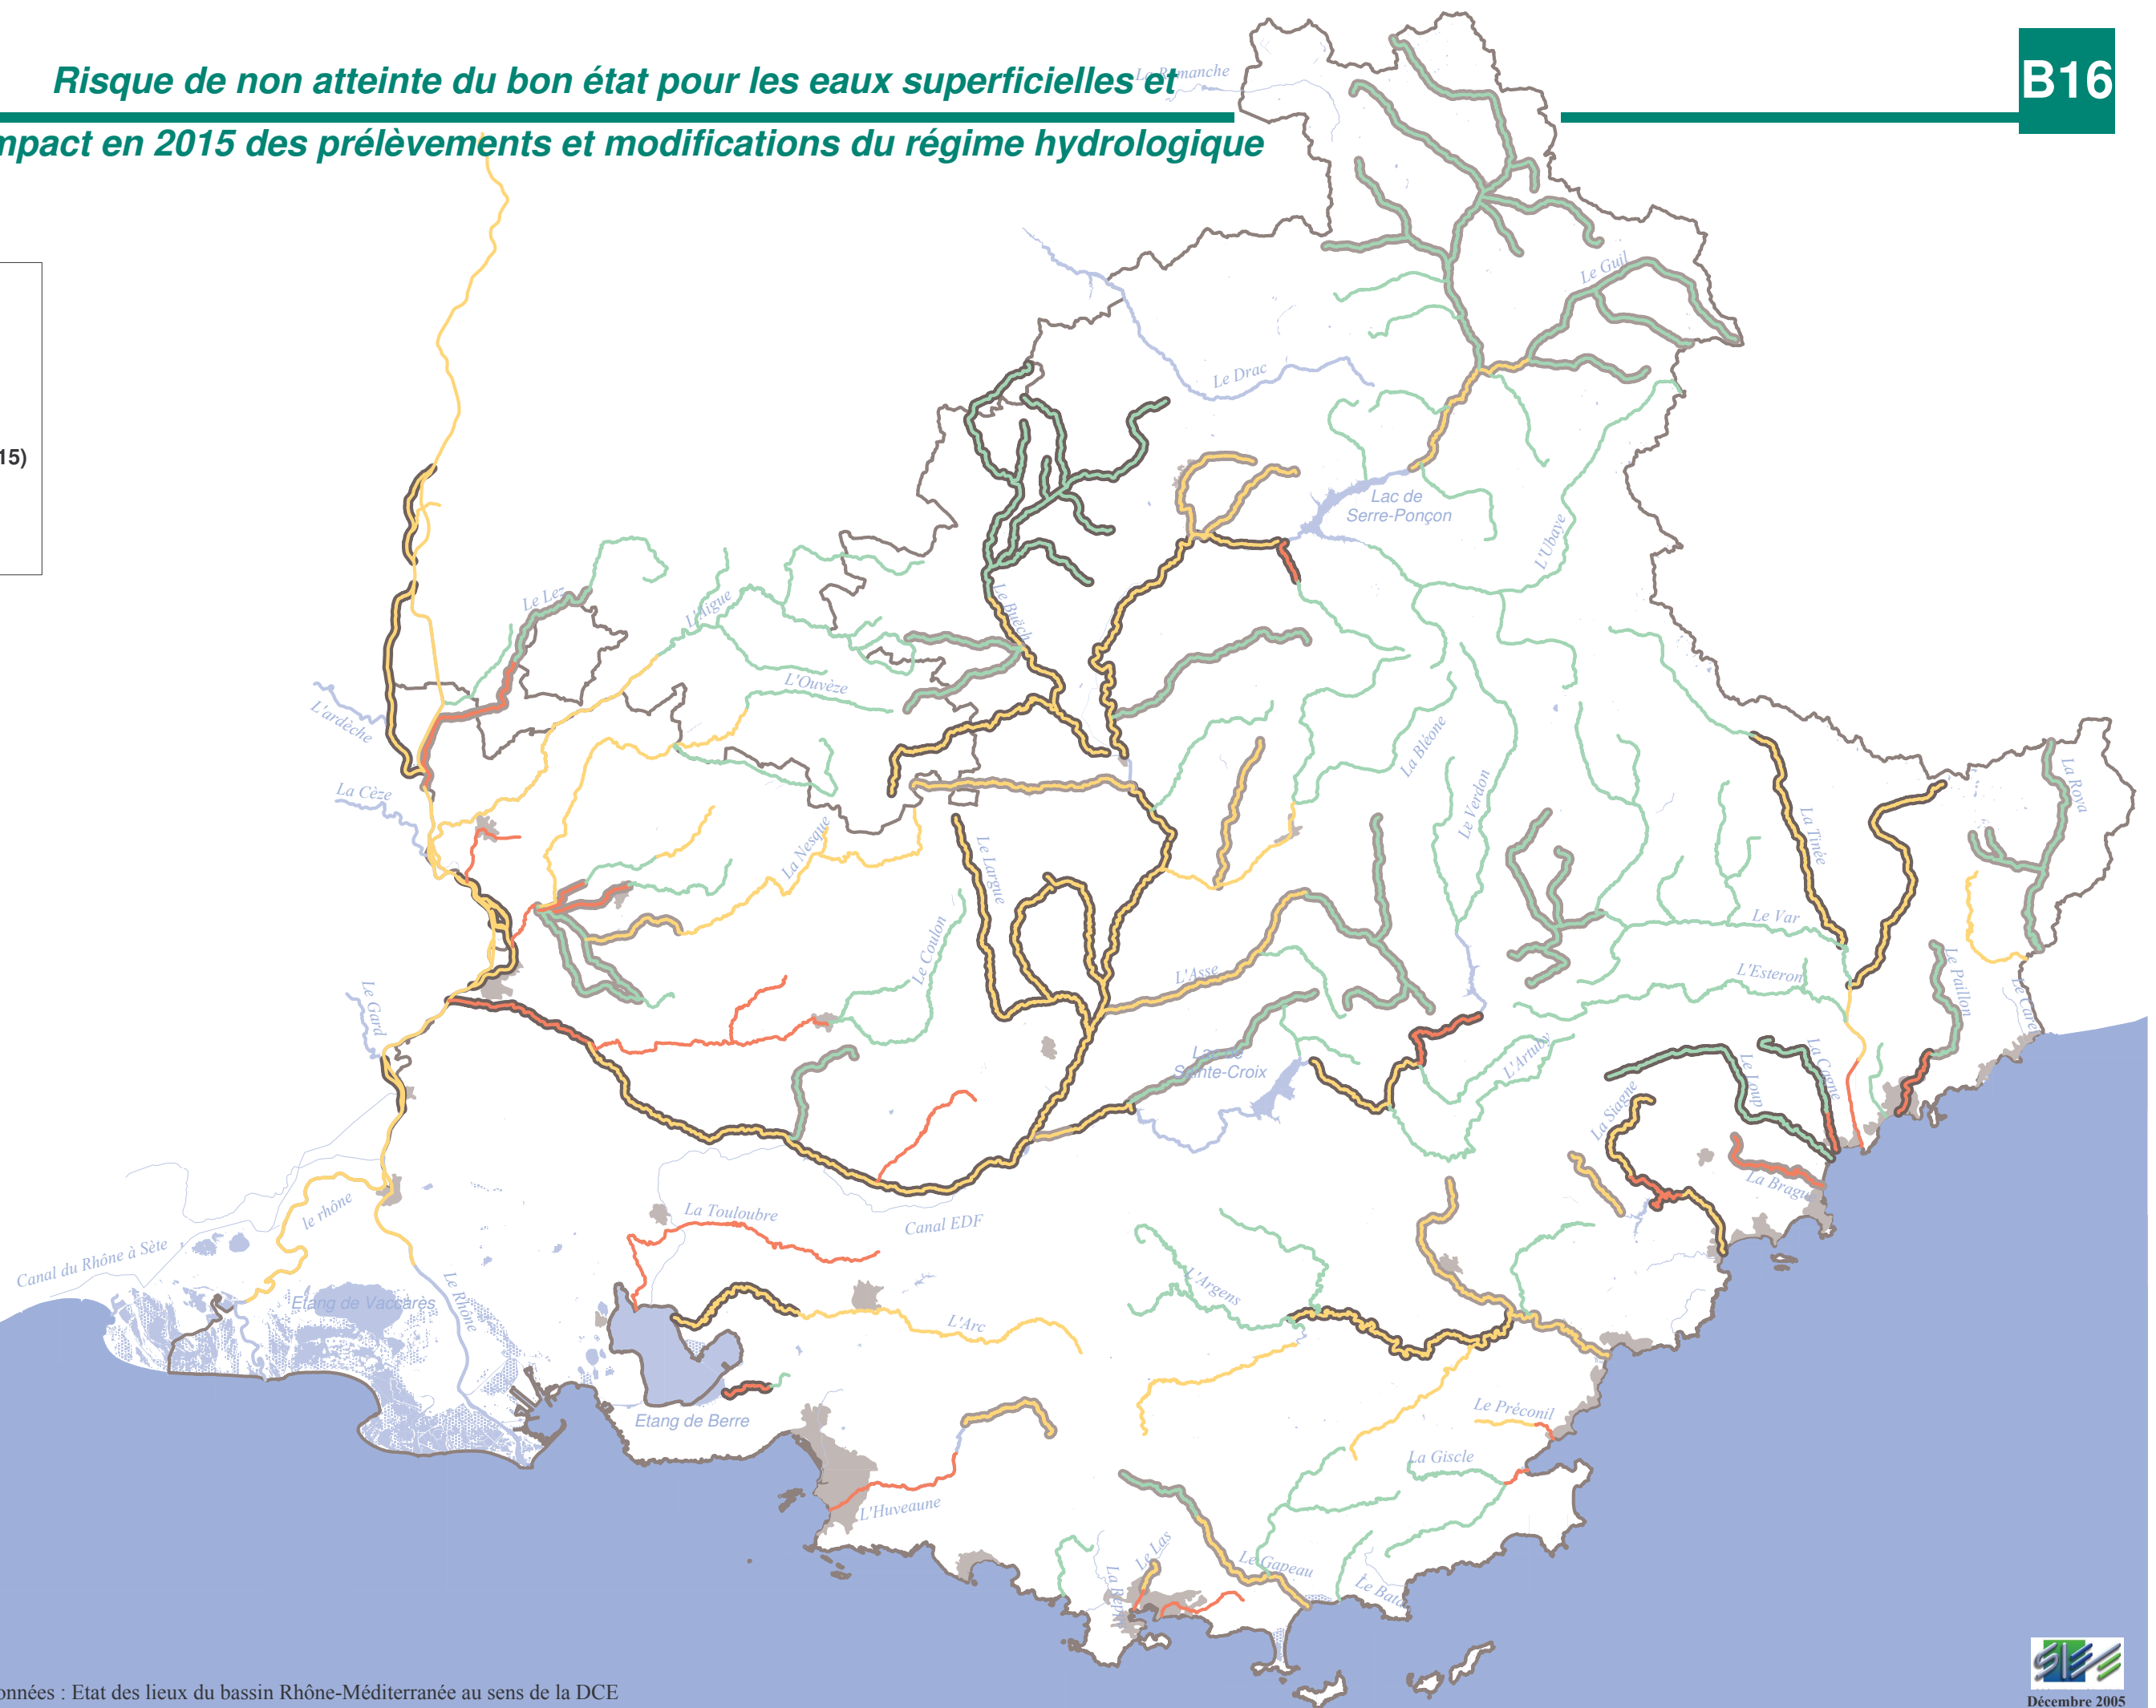 Risque de non atteinte du bon état pour les eaux superficielles et
mpact en 2015 des prélèvements et modifications du régime hydrologique
B16
La Romanche
15)
Le Guil
Le Drac
Lac de
Serre-Ponçon
L'Ubaye
Le Buëch
Le Lez
L'Aigue
L'Ouvèze
L'ardèche
La Cèze
La Bléone
Le Verdon
La Tinée
La Roya
La Nesque
Le Largue
Le Coulon
Le Var
L'Esteron
L'Asse
Le Paillon
Le Gard
Le Carei
Lac de
Sainte-Croix
L'Artuby
La Siagne
Le Loup
La Cagne
La Brague
le rhône
La Touloubre
Canal EDF
Canal du Rhône à Sète
Etang de Vaccarès
Le Rhône
L'Argens
L'Arc
Etang de Berre
Le Préconil
La Giscle
L'Huveaune
Le Las
Le Gapeau
onnées : Etat des lieux du bassin Rhône-Méditerranée au sens de la DCE
Décembre 2005